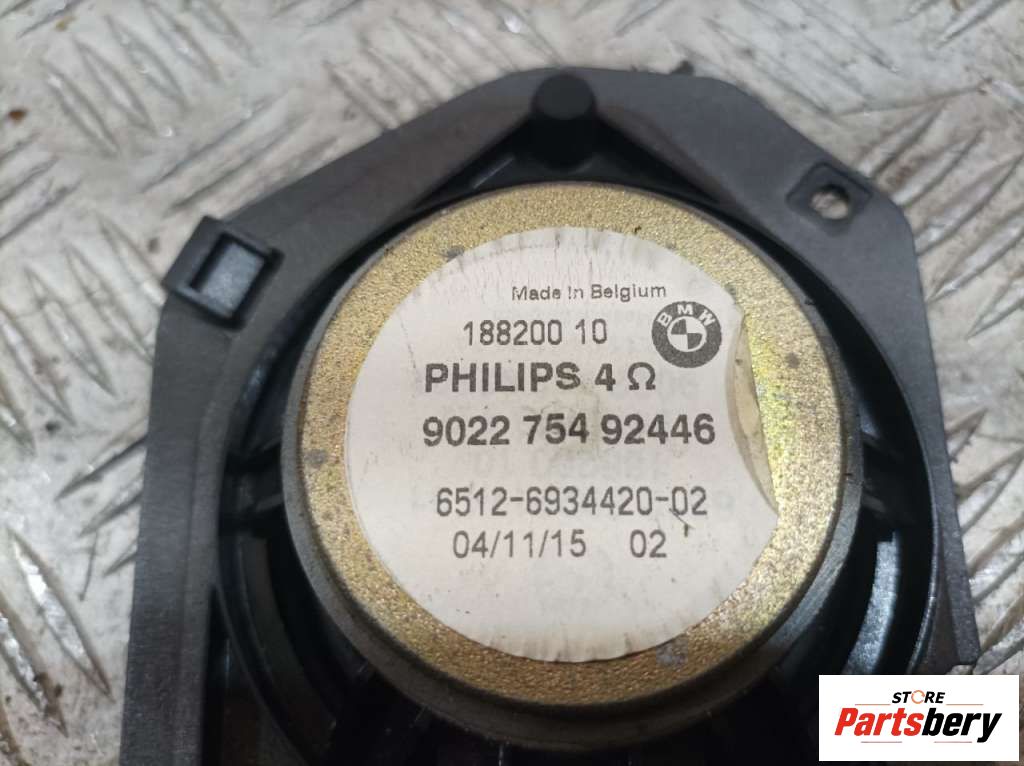 Made in Belgium
BMW
188200 10
PHILIPS 4 Ω
9022 754 92446
6512-6934420-02
04/11/15 02
STORE
Partsbery